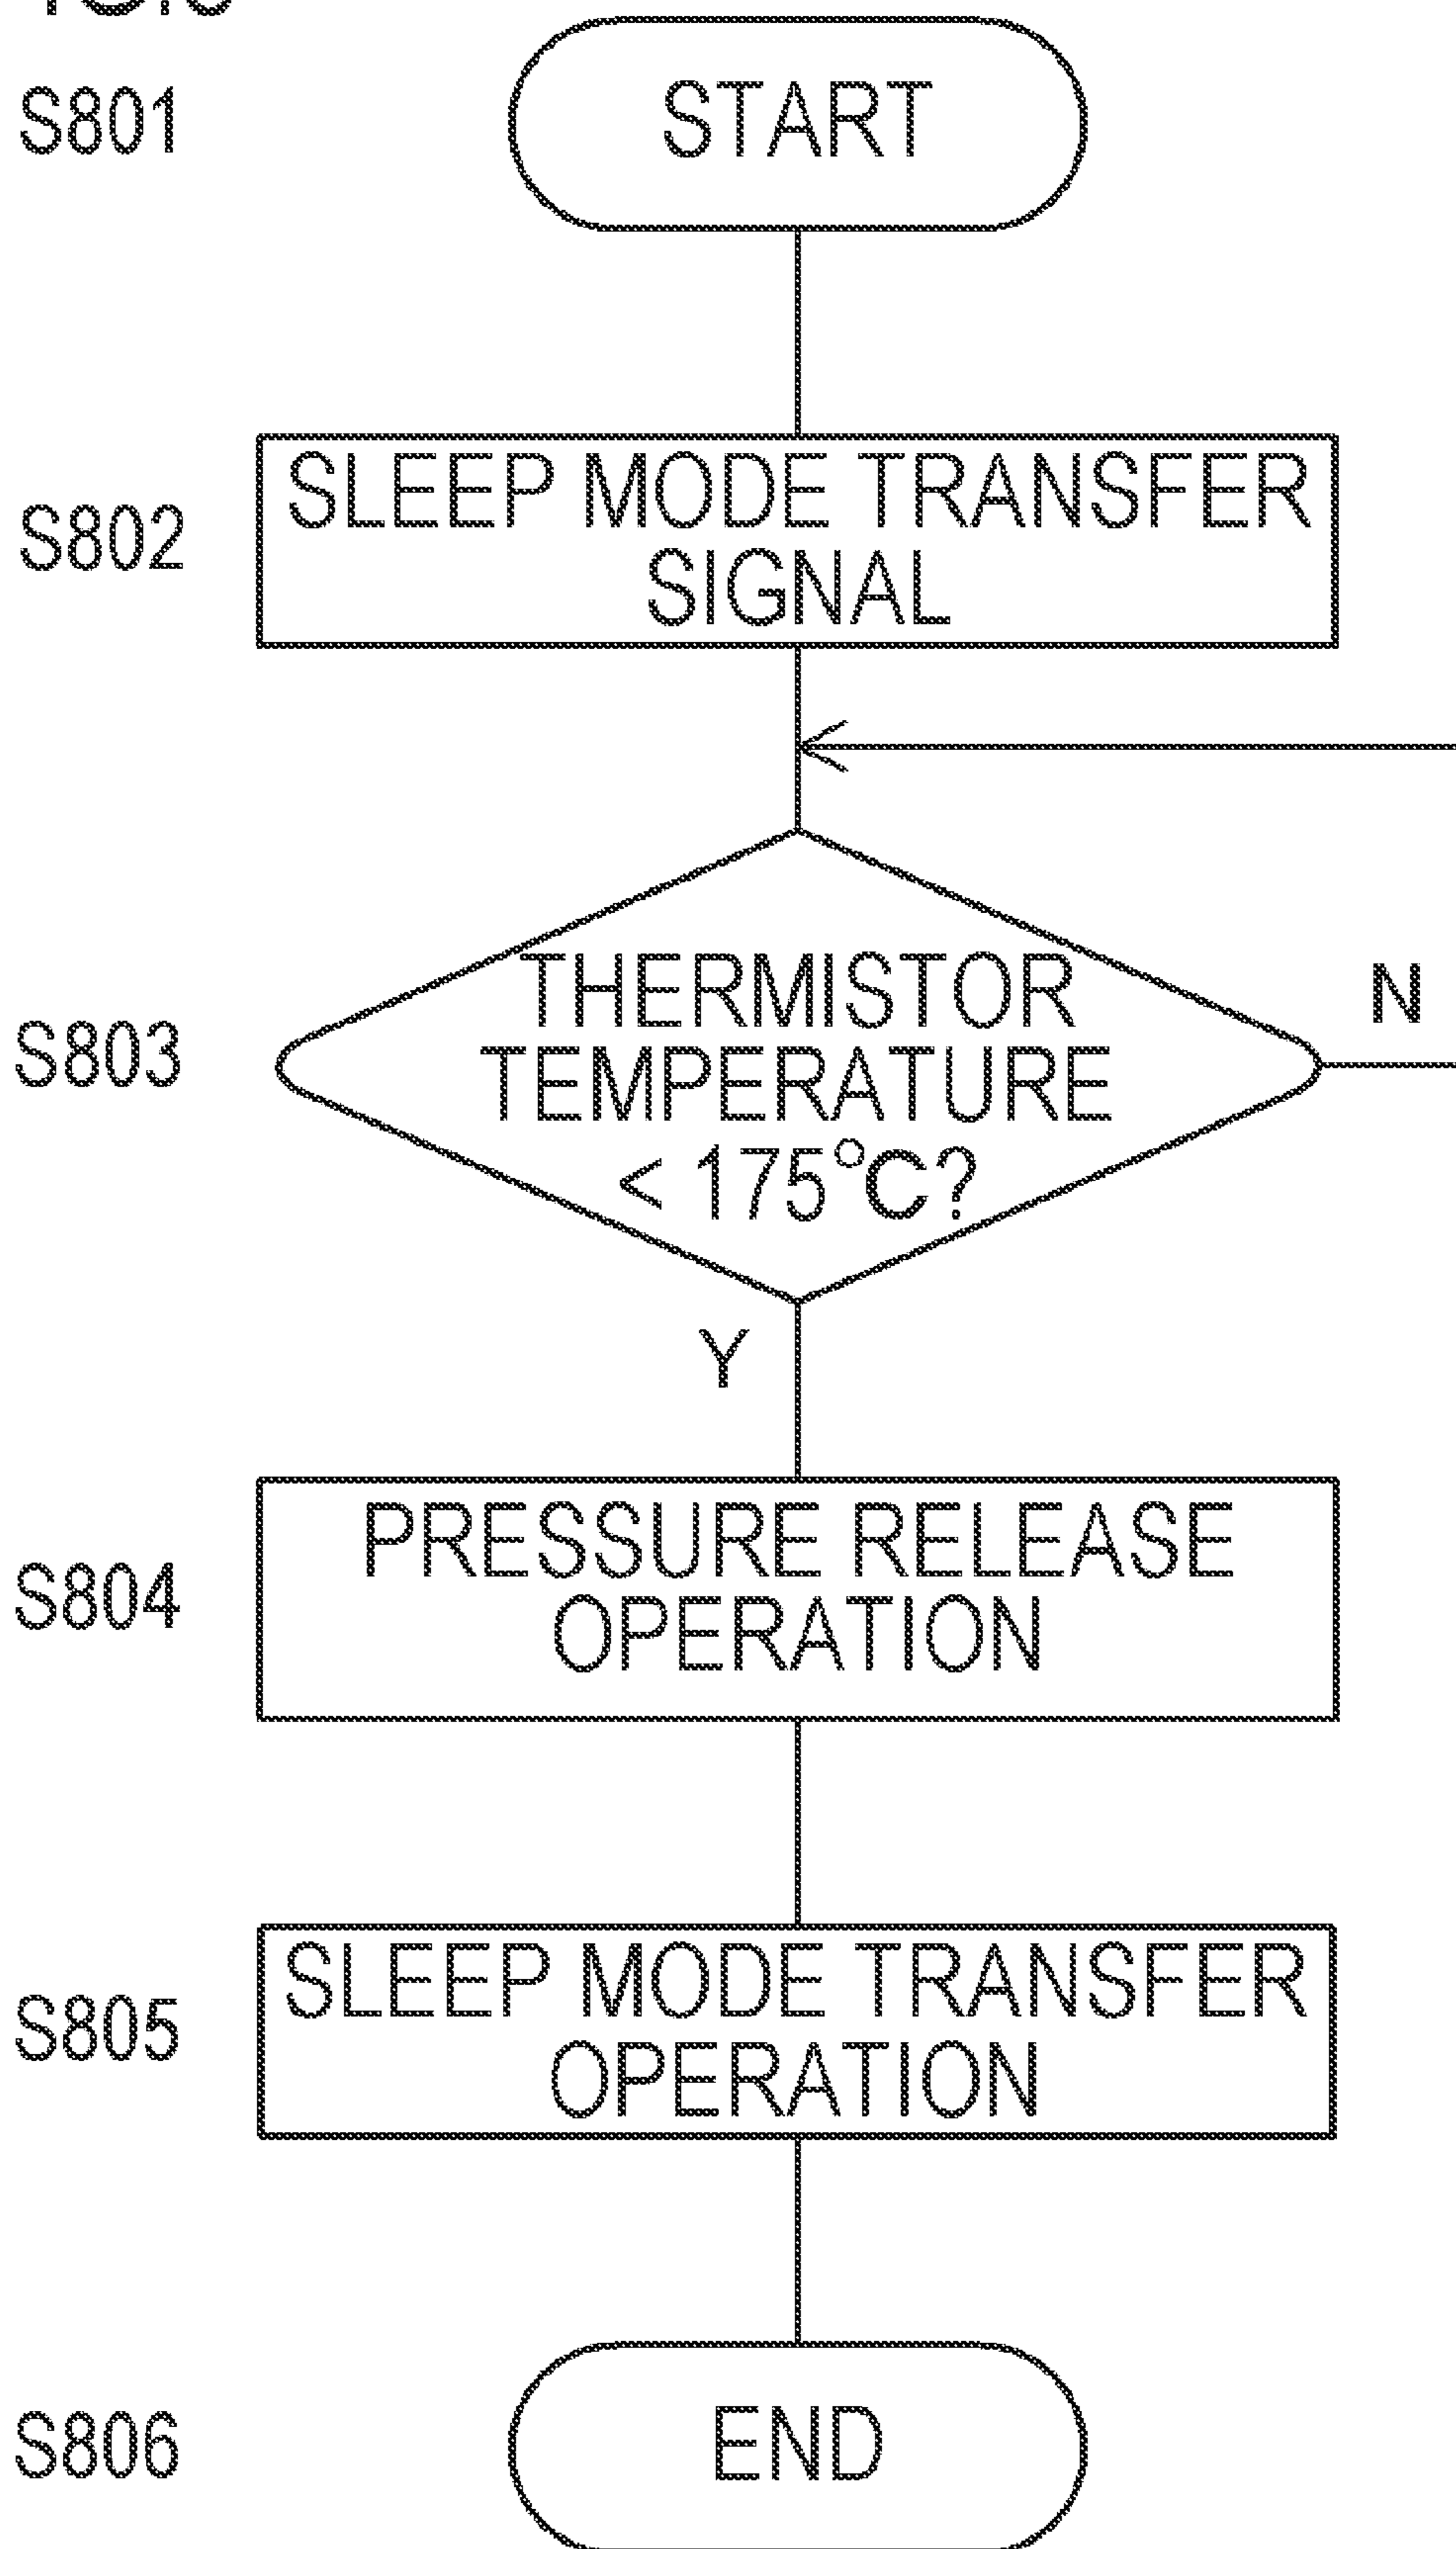 S801
START
S802
SLEEP MODE TRANSFER
SIGNAL
S803
THERMISTOR
TEMPERATURE
< 175°C?
N
Y
S804
PRESSURE RELEASE
OPERATION
S805
SLEEP MODE TRANSFER
OPERATION
S806
END